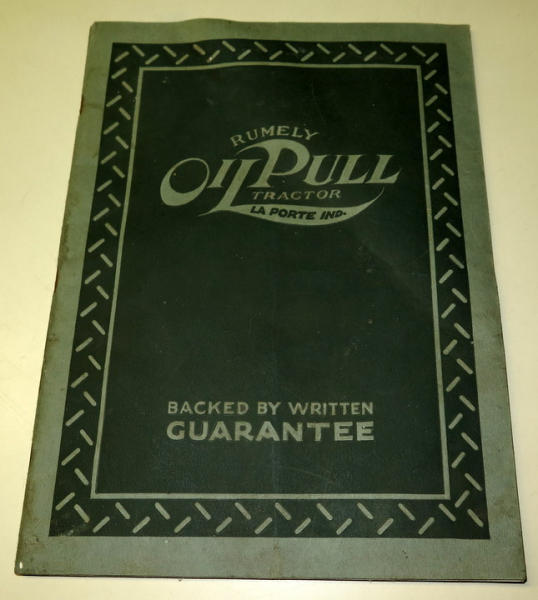 RUMELY
OILPULL
TRACTOR
LA PORTE IND.
BACKED BY WRITTEN
GUARANTEE